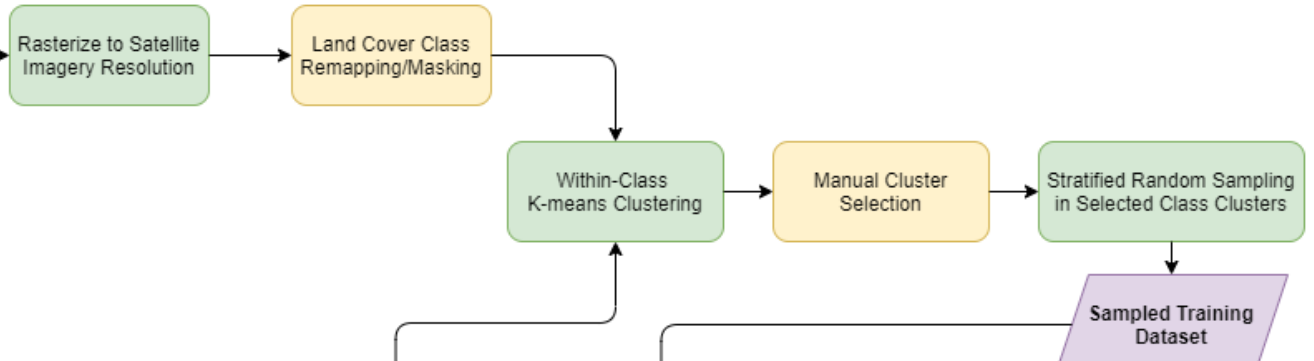 Rasterize to Satellite
Imagery Resolution
Land Cover Class
Remapping/Masking
Within-Class
K-means Clustering
Manual Cluster
Selection
Stratified Random Sampling
in Selected Class Clusters
Sampled Training
Dataset